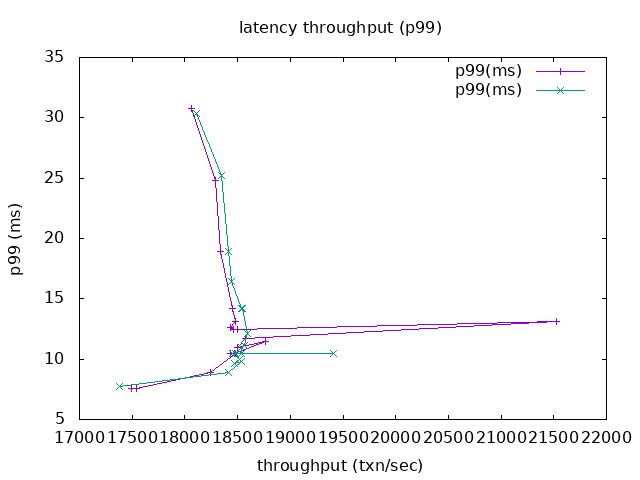 latency throughput (p99)
35
30
25
20
15
10
5
p99 (ms)
p99(ms)
p99(ms)
17000 17500 18000 18500 19000 19500 20000 20500 21000 21500 22000
throughput (txn/sec)